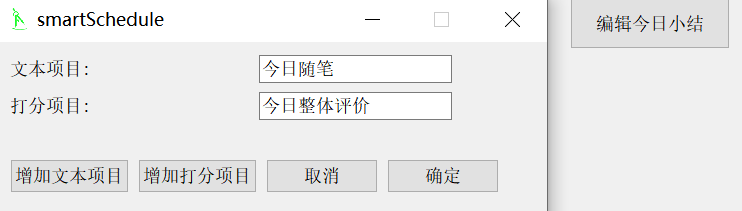 smartSchedule
编辑今日小结
文本项目: 今日随笔
打分项目: 今日整体评价
增加文本项目 增加打分项目 取消 确定